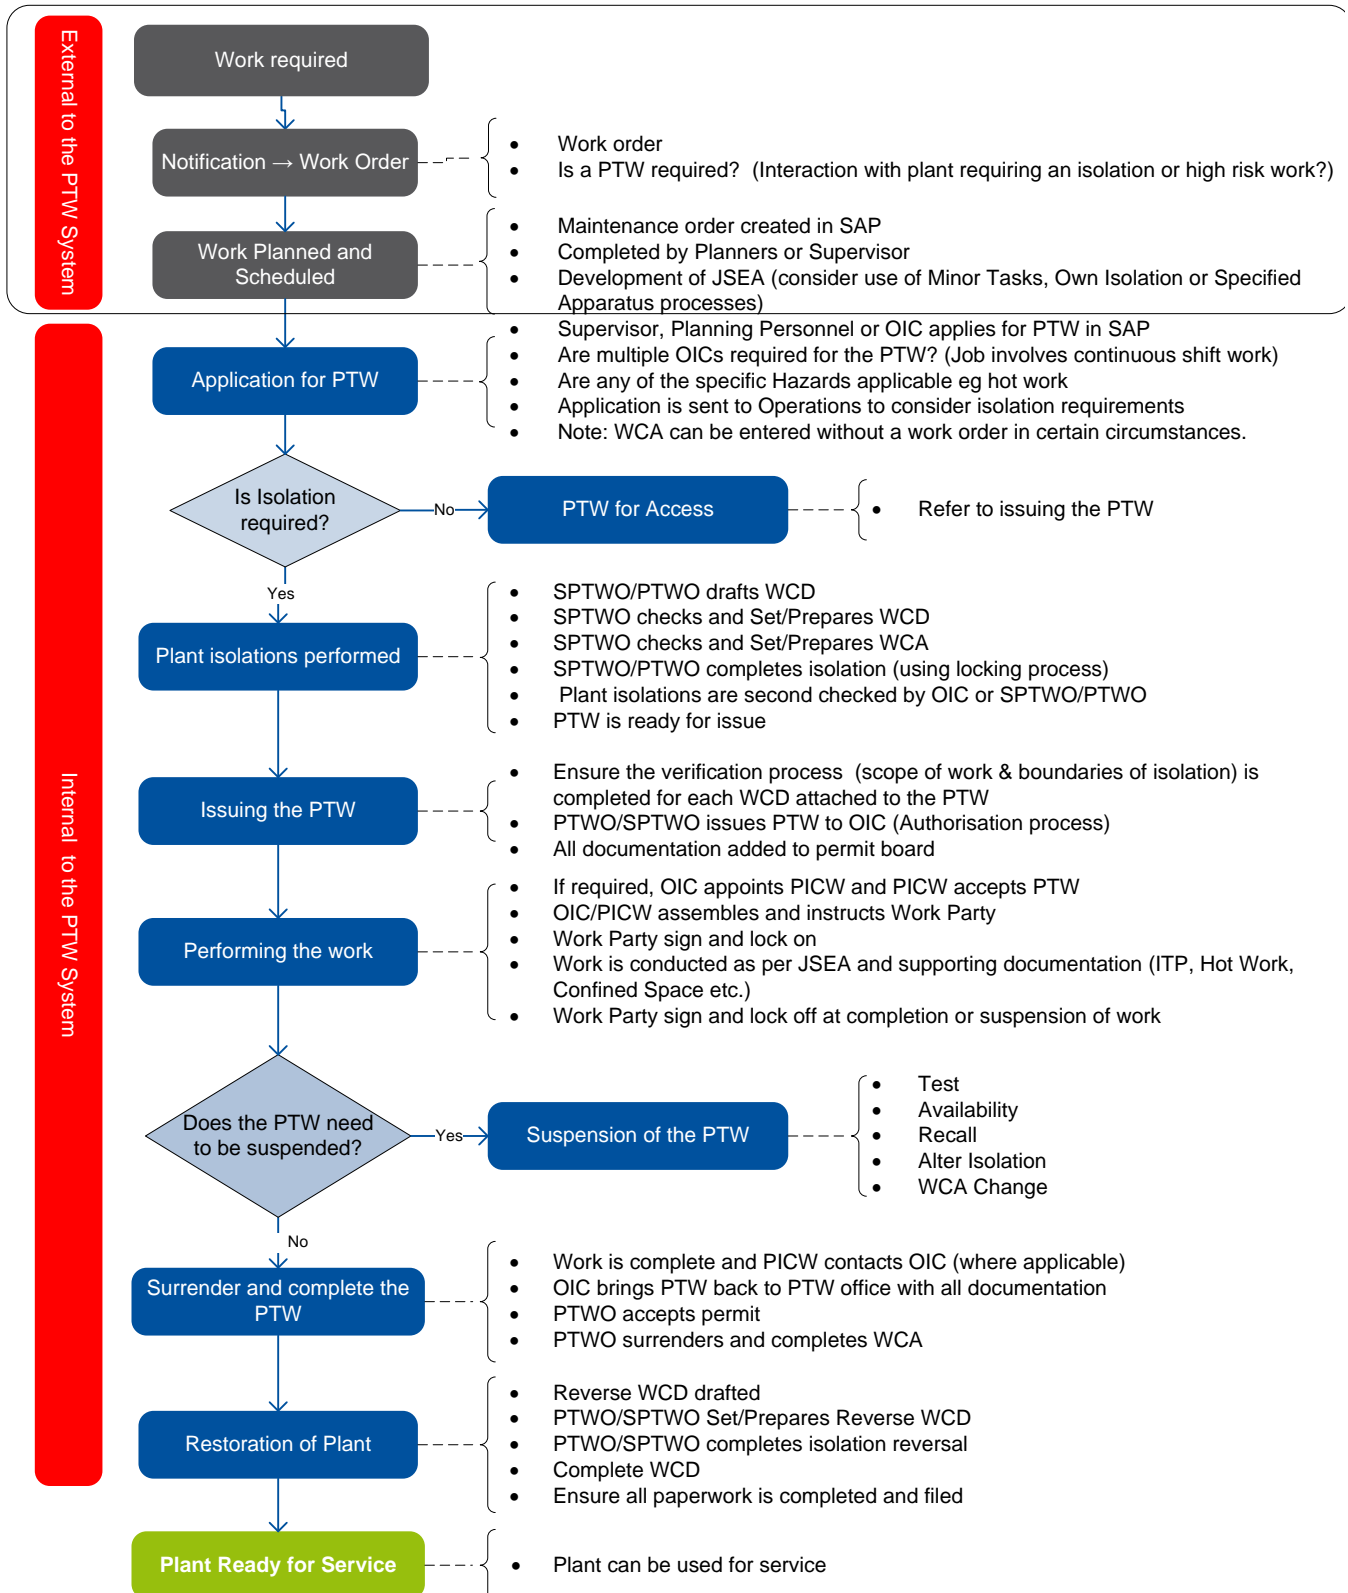 External to the PTW System
Work required
Notification → Work Order
• Work order
• Is a PTW required?  (Interaction with plant requiring an isolation or high risk work?)
Work Planned and
Scheduled
• Maintenance order created in SAP
• Completed by Planners or Supervisor
• Development of JSEA (consider use of Minor Tasks, Own Isolation or Specified
Apparatus processes)
Internal  to the PTW System
Application for PTW
• Supervisor, Planning Personnel or OIC applies for PTW in SAP
• Are multiple OICs required for the PTW? (Job involves continuous shift work)
• Are any of the specific Hazards applicable eg hot work
• Application is sent to Operations to consider isolation requirements
• Note: WCA can be entered without a work order in certain circumstances.
Is Isolation
required?
No
PTW for Access
• Refer to issuing the PTW
Yes
Plant isolations performed
• SPTWO/PTWO drafts WCD
• SPTWO checks and Set/Prepares WCD
• SPTWO checks and Set/Prepares WCA
• SPTWO/PTWO completes isolation (using locking process)
• Plant isolations are second checked by OIC or SPTWO/PTWO
• PTW is ready for issue
Issuing the PTW
• Ensure the verification process  (scope of work & boundaries of isolation) is
completed for each WCD attached to the PTW
• PTWO/SPTWO issues PTW to OIC (Authorisation process)
• All documentation added to permit board
Performing the work
• If required, OIC appoints PICW and PICW accepts PTW
• OIC/PICW assembles and instructs Work Party
• Work Party sign and lock on
• Work is conducted as per JSEA and supporting documentation (ITP, Hot Work,
Confined Space etc.)
• Work Party sign and lock off at completion or suspension of work
Does the PTW need
to be suspended?
Yes
Suspension of the PTW
• Test
• Availability
• Recall
• Alter Isolation
• WCA Change
No
Surrender and complete the
PTW
• Work is complete and PICW contacts OIC (where applicable)
• OIC brings PTW back to PTW office with all documentation
• PTWO accepts permit
• PTWO surrenders and completes WCA
Restoration of Plant
• Reverse WCD drafted
• PTWO/SPTWO Set/Prepares Reverse WCD
• PTWO/SPTWO completes isolation reversal
• Complete WCD
• Ensure all paperwork is completed and filed
Plant Ready for Service
• Plant can be used for service